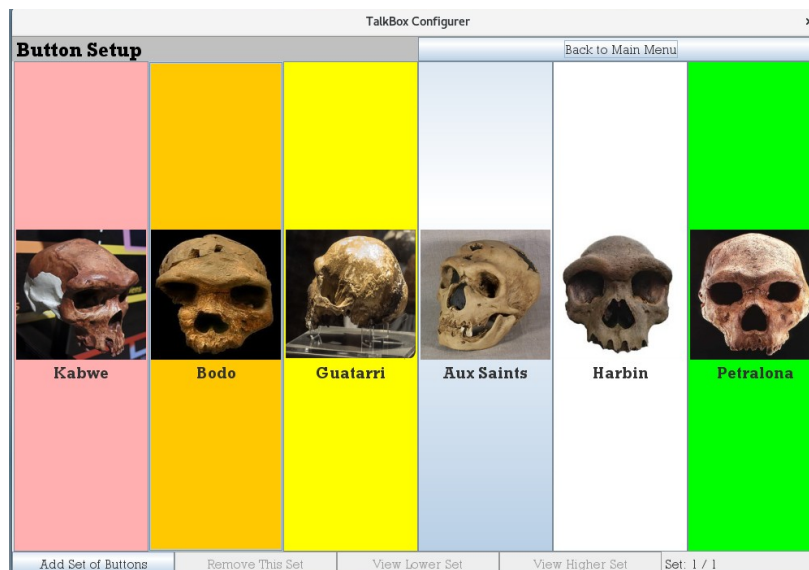 TalkBox Configurer
Button Setup
Back to Main Menu
Kabwe
Bodo
Guatarri
Aux Saints
Harbin
Petralona
Add Set of Buttons
Remove This Set
View Lower Set
View Higher Set
Set: 1 / 1